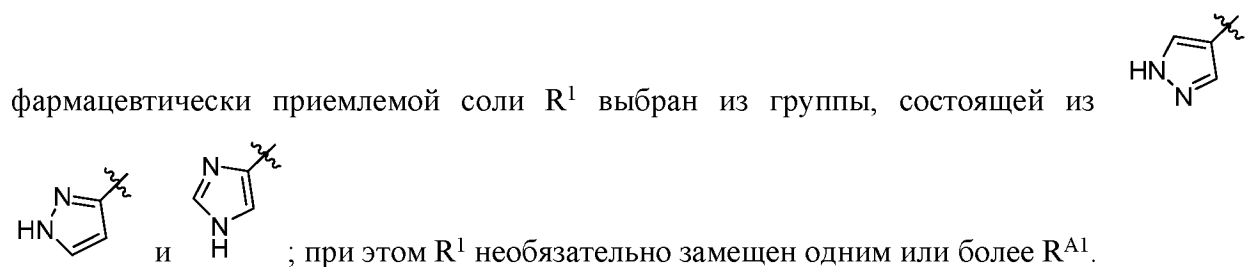 фармацевтически приемлемой соли R¹ выбран из группы, состоящей из HN N
N HN и N N H ; при этом R¹ необязательно замещен одним или более Rᴬ¹.